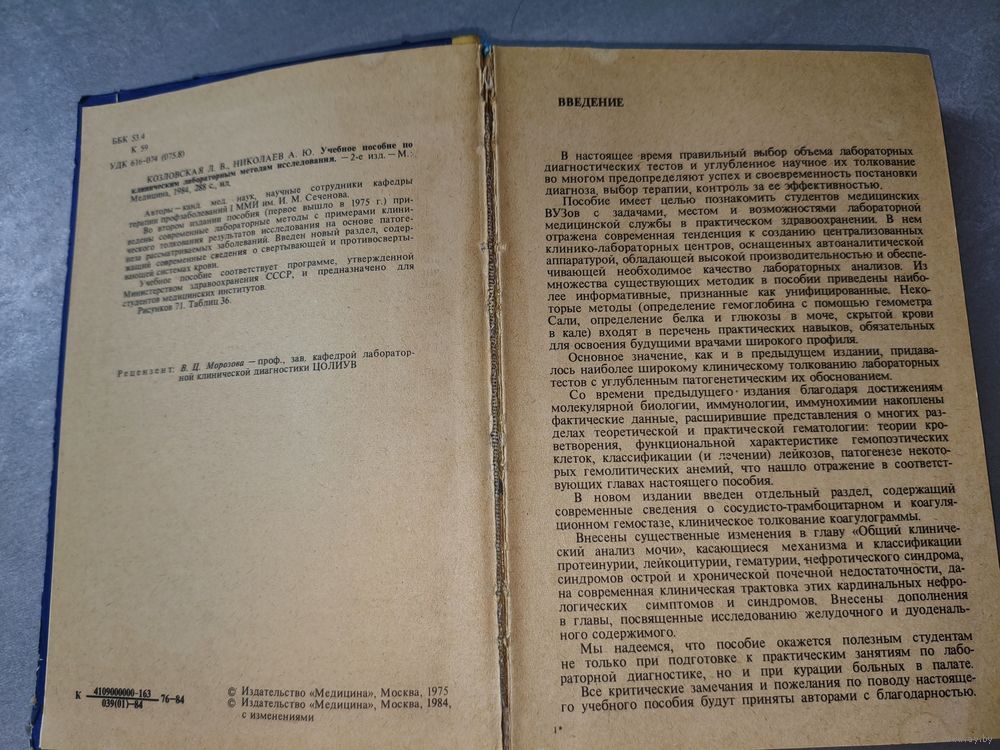 ББК 53.4
К 59
УДК 616-074 (075.8)
КОЗЛОВСКАЯ Л. В., НИКОЛАЕВ А. Ю. Учебное пособие по
клиническим лабораторным методам исследования. — 2-е изд. — М.:
Медицина, 1984, 288 с., ил.
Авторы — канд. мед. наук, научные сотрудники кафедры
терапии профзаболеваний I ММИ им. И. М. Сеченова.
Во втором издании пособия (первое вышло в 1975 г.) при-
ведены современные лабораторные методы с примерами клини-
ческого толкования результатов исследования на основе патоге-
неза рассматриваемых заболеваний. Введен новый раздел, содер-
жащий современные сведения о свертывающей и противосверты-
вающей системах крови.
Учебное пособие соответствует программе, утвержденной
Министерством здравоохранения СССР, и предназначено для
студентов медицинских институтов.
Рисунков 71. Таблиц 36.
Рецензент: В. Ц. Морозова — проф., зав. кафедрой лаборатор-
ной клинической диагностики ЦОЛИУВ
К 4109000000-163 76-84
039(01)-84
© Издательство «Медицина», Москва, 1975
© Издательство «Медицина», Москва, 1984,
с изменениями
ВВЕДЕНИЕ
В настоящее время правильный выбор объема лабораторных
диагностических тестов и углубленное научное их толкование
во многом предопределяют успех и своевременность постановки
диагноза, выбор терапии, контроль за ее эффективностью.
Пособие имеет целью познакомить студентов медицинских
ВУЗов с задачами, местом и возможностями лабораторной
медицинской службы в практическом здравоохранении. В нем
отражена современная тенденция к созданию централизованных
клинико-лабораторных центров, оснащенных автоаналитической
аппаратурой, обладающей высокой производительностью и обеспе-
чивающей необходимое качество лабораторных анализов. Из
множества существующих методик в пособии приведены наибо-
лее информативные, признанные как унифицированные. Неко-
торые методы (определение гемоглобина с помощью гемометра
Сали, определение белка и глюкозы в моче, скрытой крови
в кале) входят в перечень практических навыков, обязательных
для освоения будущими врачами широкого профиля.
Основное значение, как и в предыдущем издании, придава-
лось наиболее широкому клиническому толкованию лабораторных
тестов с углубленным патогенетическим их обоснованием.
Со времени предыдущего издания благодаря достижениям
молекулярной биологии, иммунологии, иммунохимии накоплены
фактические данные, расширившие представления о многих раз-
делах теоретической и практической гематологии: теории кро-
ветворения, функциональной характеристике гемопоэтических
клеток, классификации (и лечении) лейкозов, патогенезе некото-
рых гемолитических анемий, что нашло отражение в соответст-
вующих главах настоящего пособия.
В новом издании введен отдельный раздел, содержащий
современные сведения о сосудисто-трамбоцитарном и коагуля-
ционном гемостазе, клиническое толкование коагулограммы.
Внесены существенные изменения в главу «Общий клиниче-
ский анализ мочи», касающиеся механизма и классификации
протеинурии, лейкоцитурии, гематурии, нефротического синдрома,
синдромов острой и хронической почечной недостаточности, да-
на современная клиническая трактовка этих кардинальных нефро-
логических симптомов и синдромов. Внесены дополнения
в главы, посвященные исследованию желудочного и дуоденаль-
ного содержимого.
Мы надеемся, что пособие окажется полезным студентам
не только при подготовке к практическим занятиям по лабо-
раторной диагностике, но и при курации больных в палате.
Все критические замечания и пожелания по поводу настояще-
го учебного пособия будут приняты авторами с благодарностью.
1*